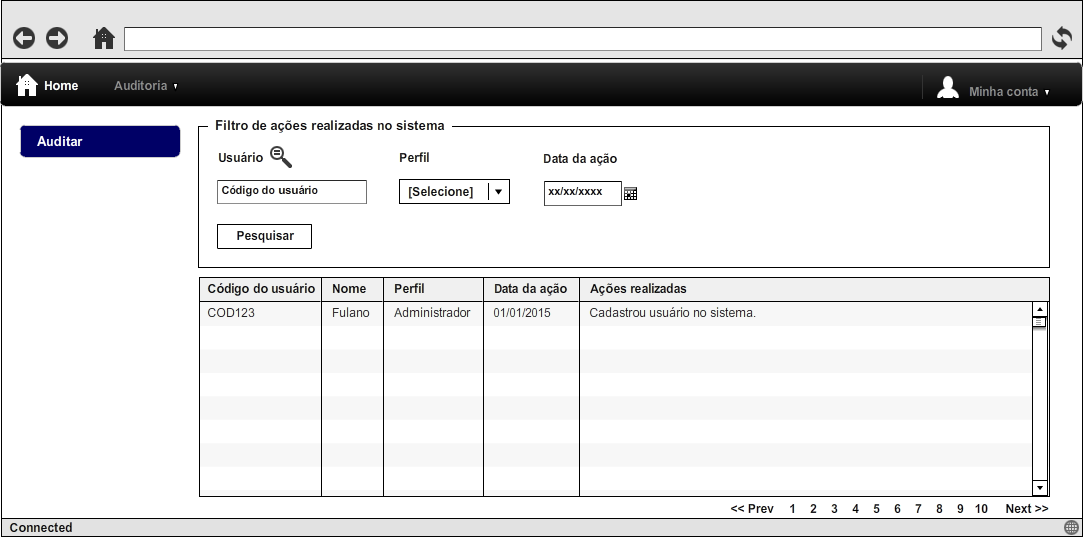 Home Auditoria Minha conta
Auditar
Filtro de ações realizadas no sistema
Usuário Perfil Data da ação
Código do usuário [Selecione] xx/xx/xxxx
Pesquisar
Código do usuário Nome Perfil Data da ação Ações realizadas
COD123 Fulano Administrador 01/01/2015 Cadastrou usuário no sistema.
<< Prev 1 2 3 4 5 6 7 8 9 10 Next >>
Connected